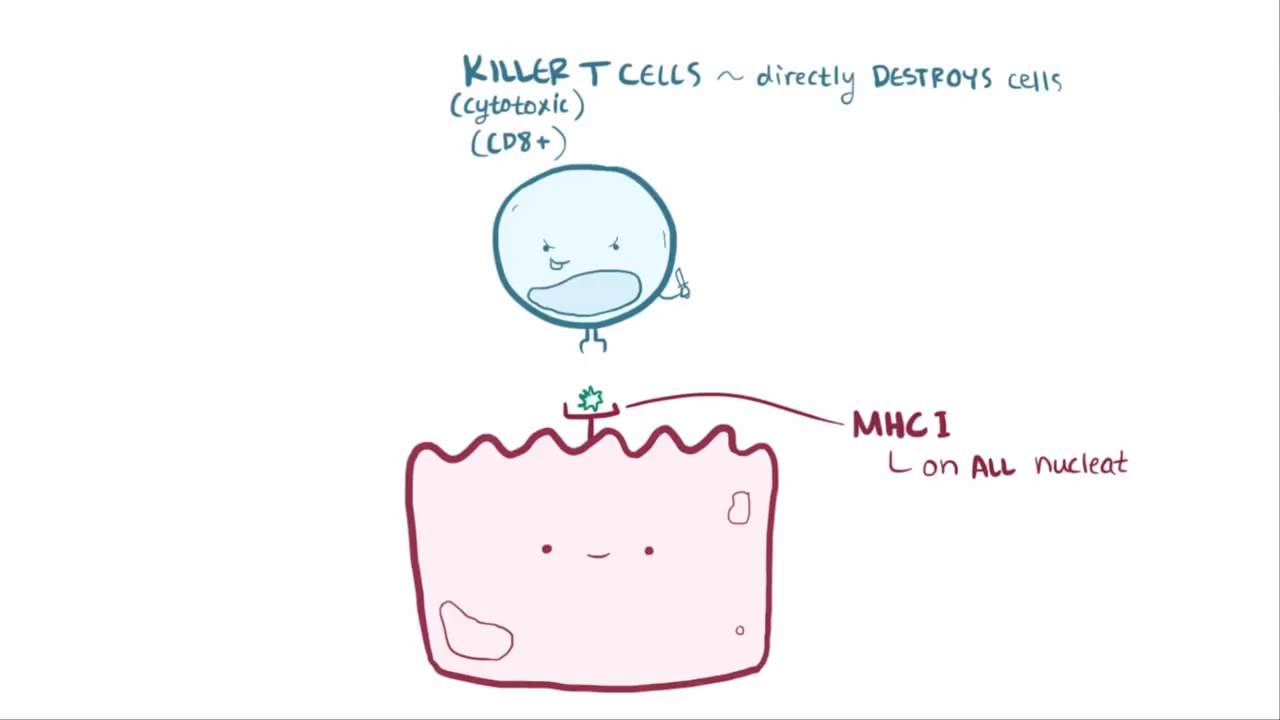 KILLER T CELLS ~ directly DESTROYS cells
(cytotoxic)
(CD8+)
MHC I
on ALL nucleat